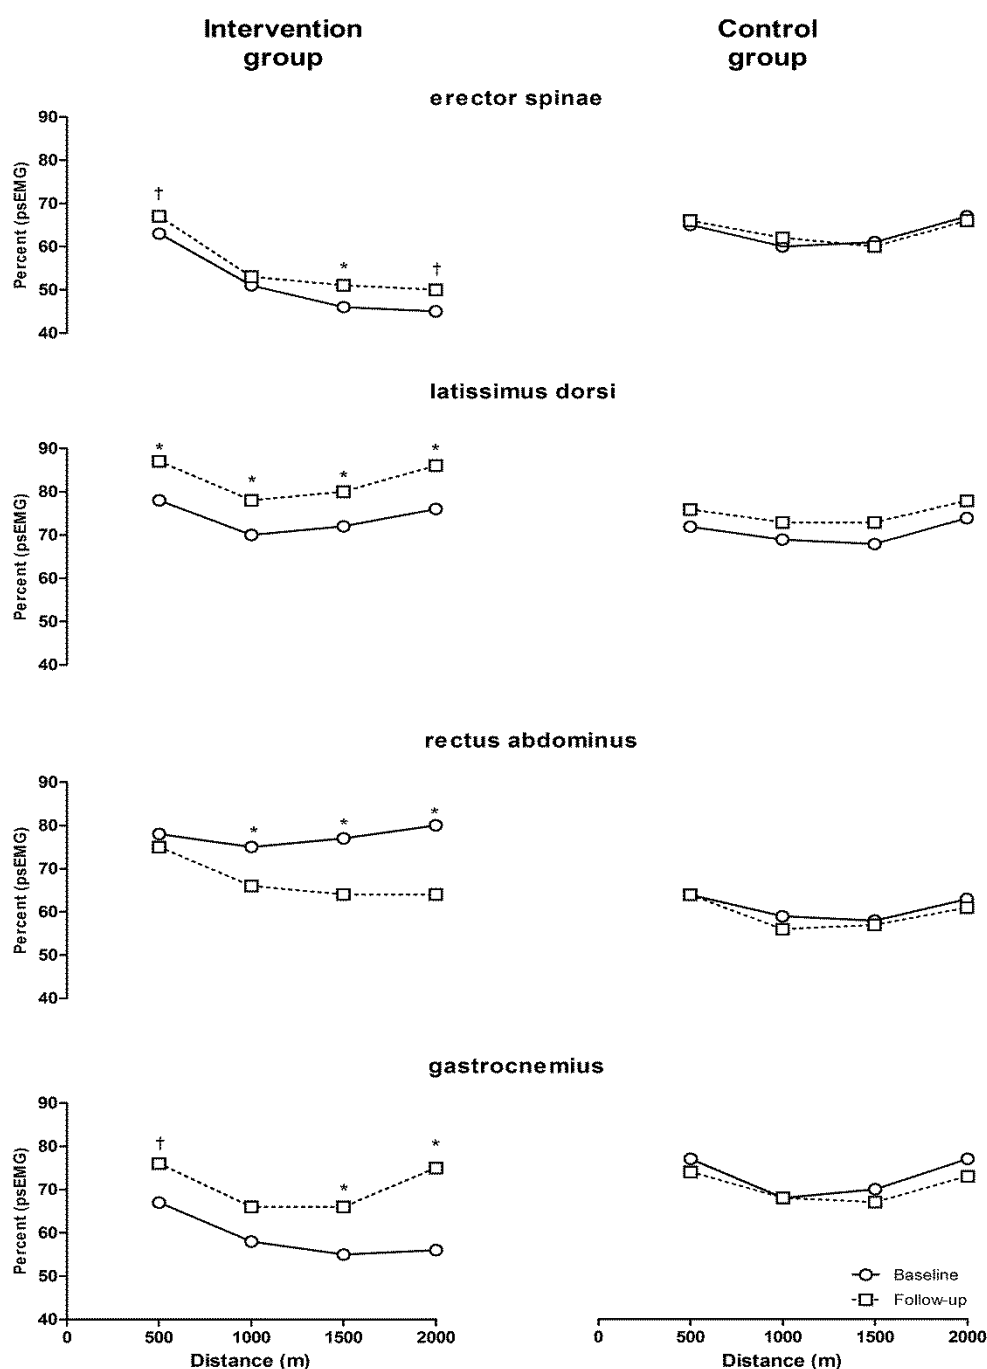 Intervention
group
Control
group
erector spinae
90
80
70
60
50
40
Percent (psEMG)
†
*
†
latissimus dorsi
90
80
70
60
50
40
Percent (psEMG)
*
*
*
*
rectus abdominus
90
80
70
60
50
40
Percent (psEMG)
*
*
*
gastrocnemius
90
80
70
60
50
40
Percent (psEMG)
†
*
*
Baseline
Follow-up
0 500 1000 1500 2000
Distance (m)
0 500 1000 1500 2000
Distance (m)